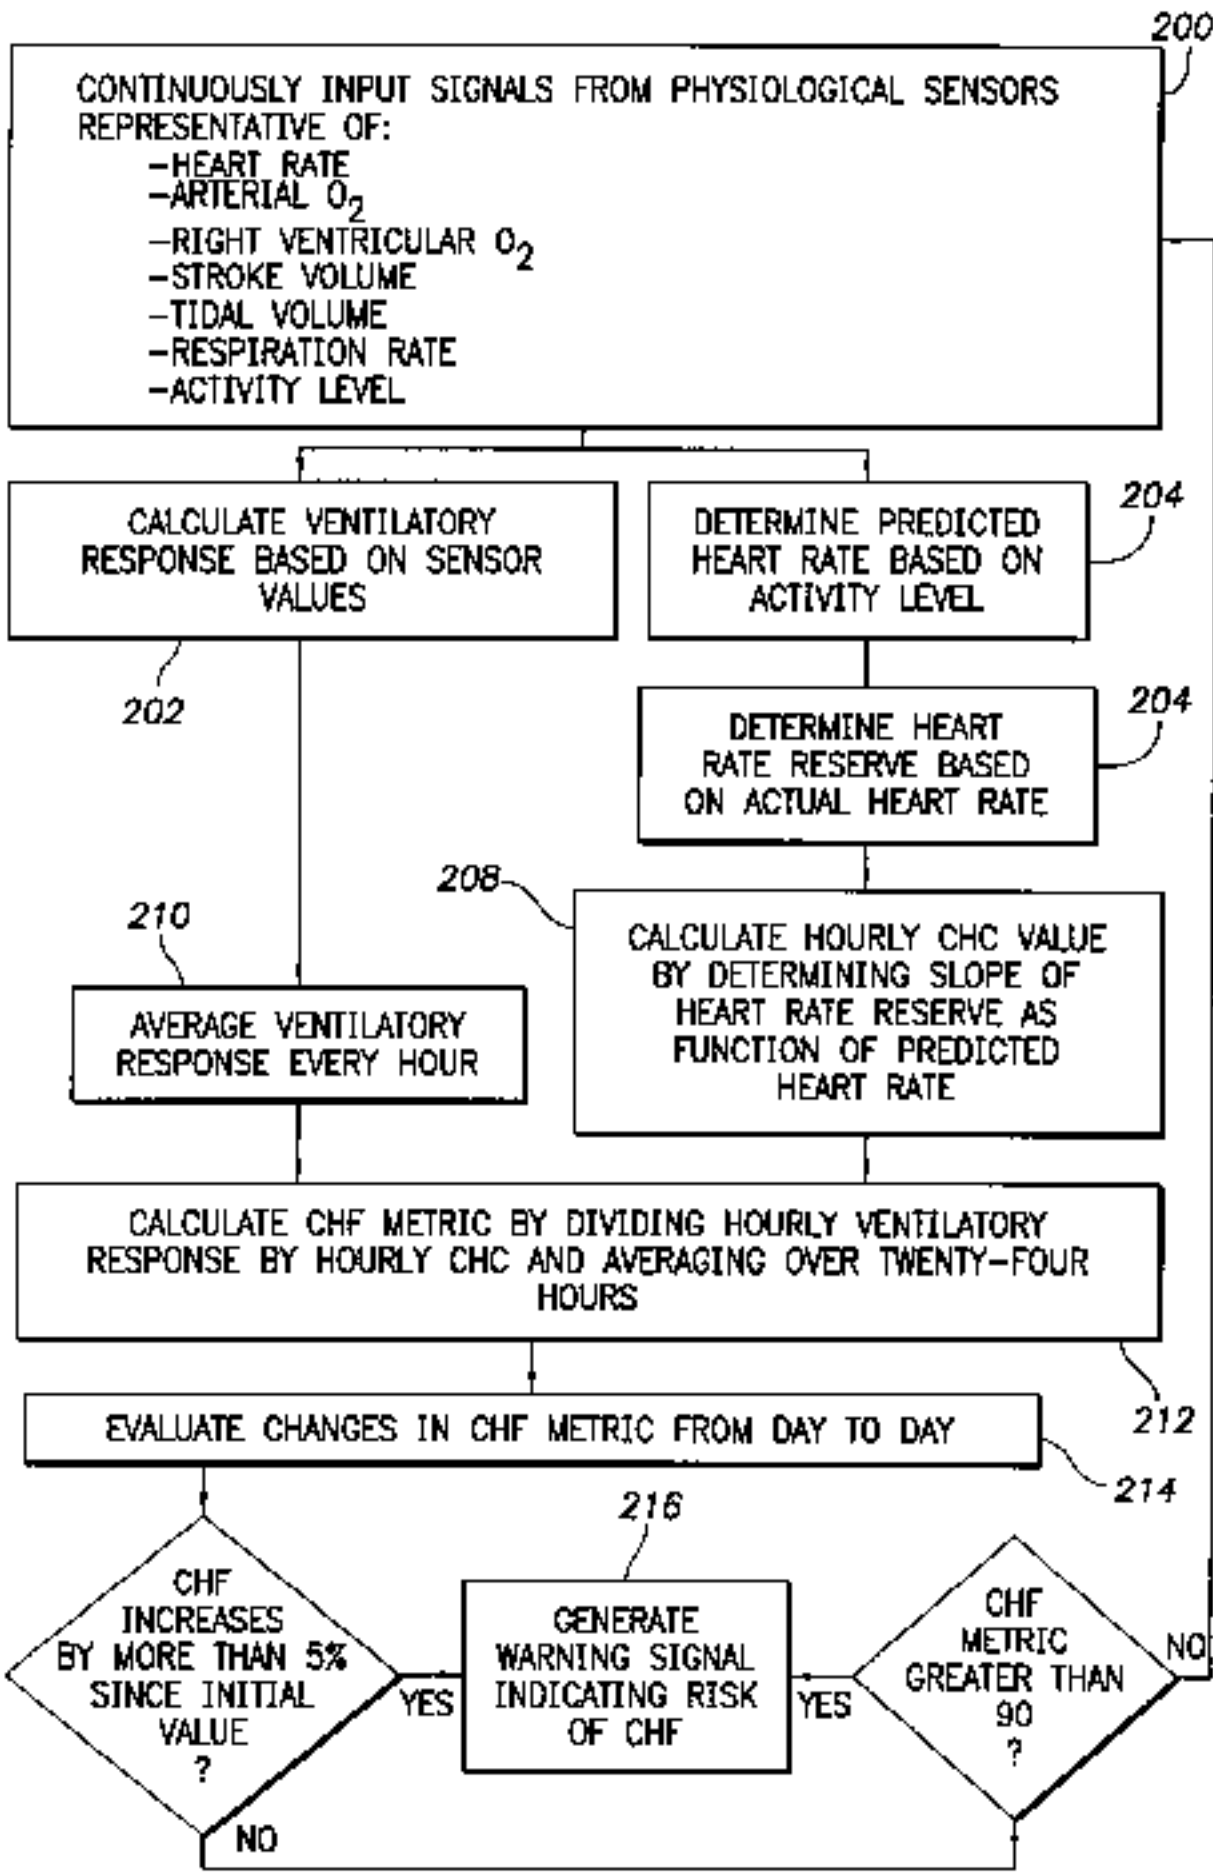 200
CONTINUOUSLY INPUT SIGNALS FROM PHYSIOLOGICAL SENSORS
REPRESENTATIVE OF:
-HEART RATE
-ARTERIAL O2
-RIGHT VENTRICULAR O2
-STROKE VOLUME
-TIDAL VOLUME
-RESPIRATION RATE
-ACTIVITY LEVEL
CALCULATE VENTILATORY
RESPONSE BASED ON SENSOR
VALUES
202
204
DETERMINE PREDICTED
HEART RATE BASED ON
ACTIVITY LEVEL
204
DETERMINE HEART
RATE RESERVE BASED
ON ACTUAL HEART RATE
208
CALCULATE HOURLY CHC VALUE
BY DETERMINING SLOPE OF
HEART RATE RESERVE AS
FUNCTION OF PREDICTED
HEART RATE
210
AVERAGE VENTILATORY
RESPONSE EVERY HOUR
CALCULATE CHF METRIC BY DIVIDING HOURLY VENTILATORY
RESPONSE BY HOURLY CHC AND AVERAGING OVER TWENTY-FOUR
HOURS
212
EVALUATE CHANGES IN CHF METRIC FROM DAY TO DAY
214
CHF
INCREASES
BY MORE THAN 5%
SINCE INITIAL
VALUE
?
YES
NO
216
GENERATE
WARNING SIGNAL
INDICATING RISK
OF CHF
YES
CHF
METRIC
GREATER THAN
90
?
NO